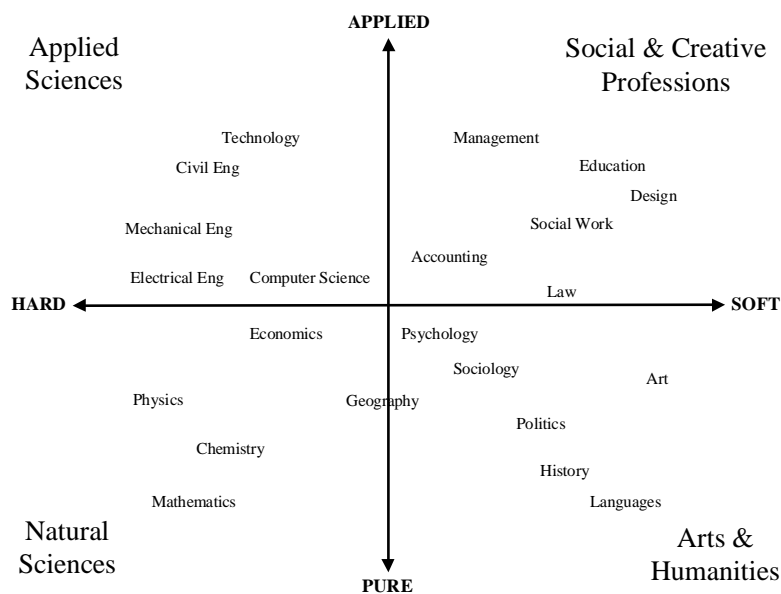 APPLIED
Applied
Sciences
Social & Creative
Professions
Technology
Management
Civil Eng
Education
Design
Mechanical Eng
Social Work
Accounting
Electrical Eng
Computer Science
Law
HARD
SOFT
Economics
Psychology
Sociology
Art
Physics
Geography
Politics
Chemistry
History
Mathematics
Languages
Natural
Sciences
Arts &
Humanities
PURE